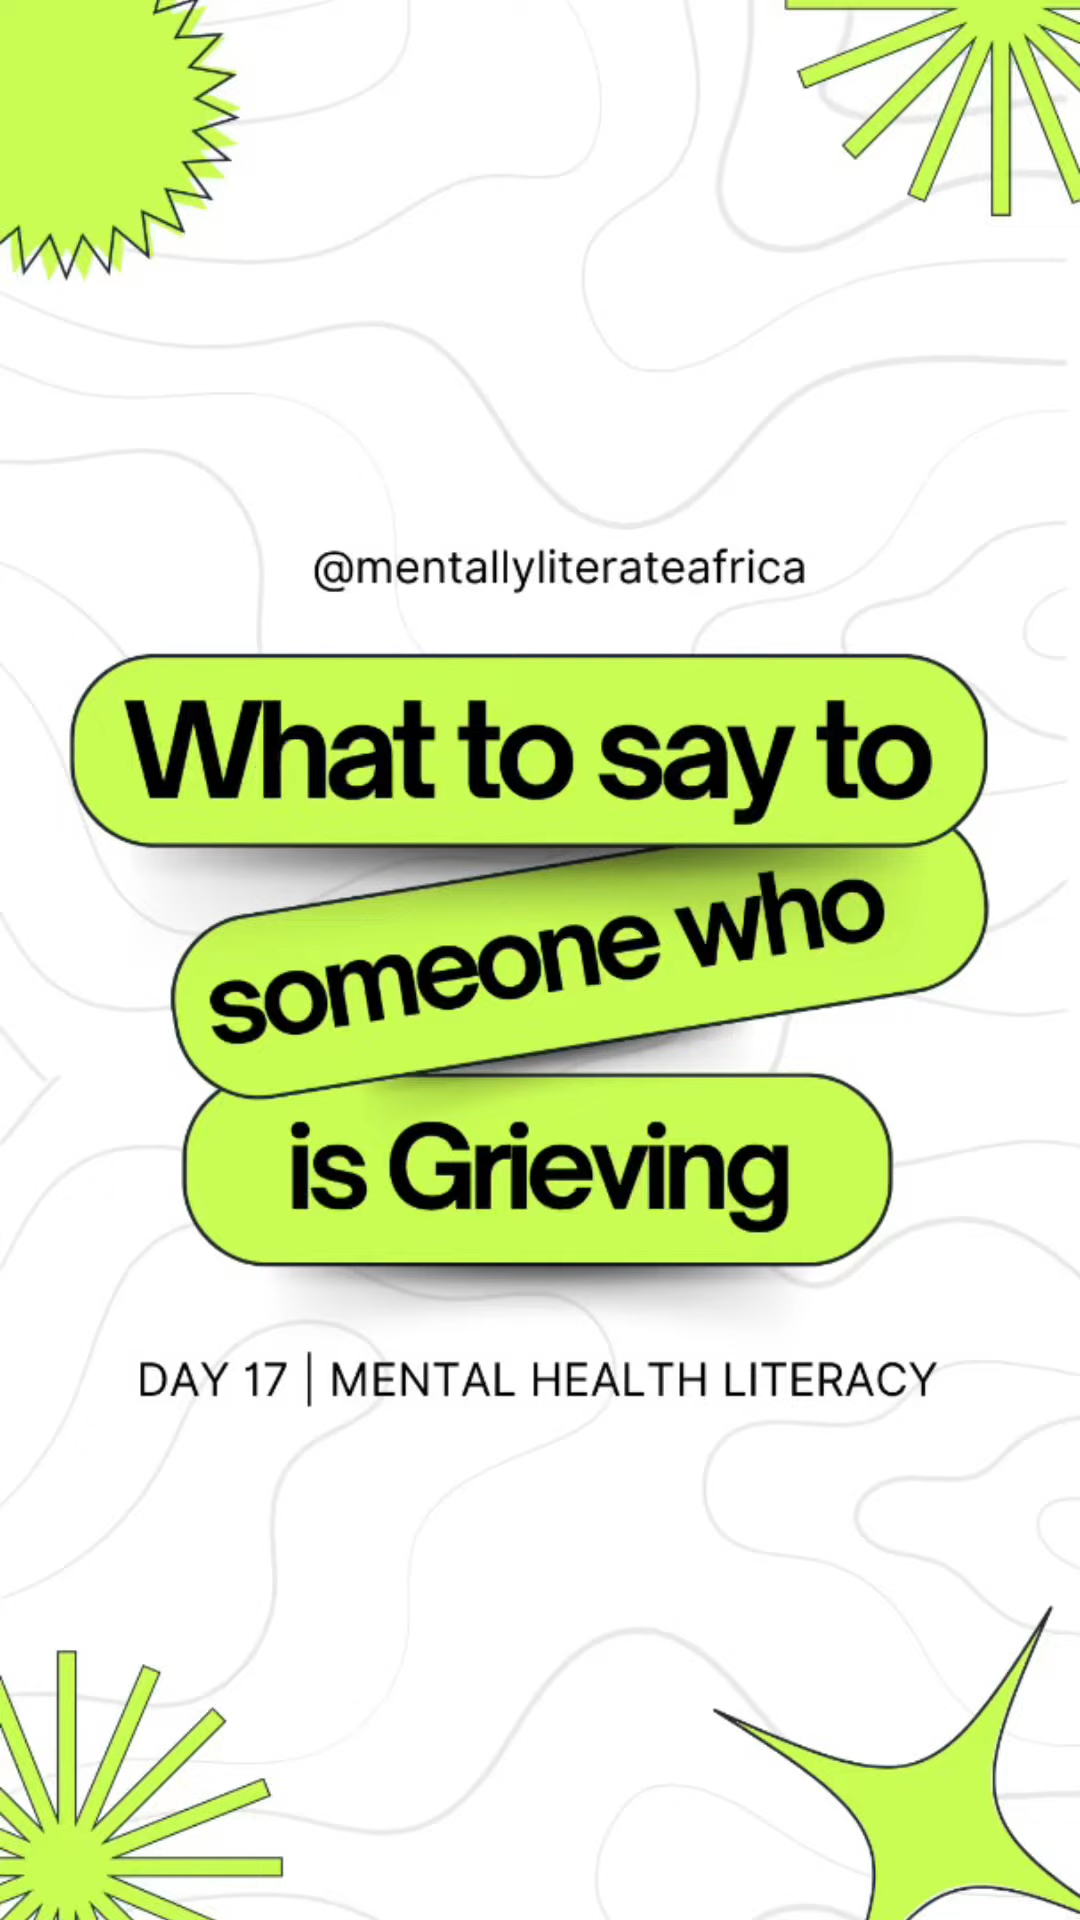 @mentallyliterateafrica
What to say to
someone who
is Grieving
DAY 17 | MENTAL HEALTH LITERACY